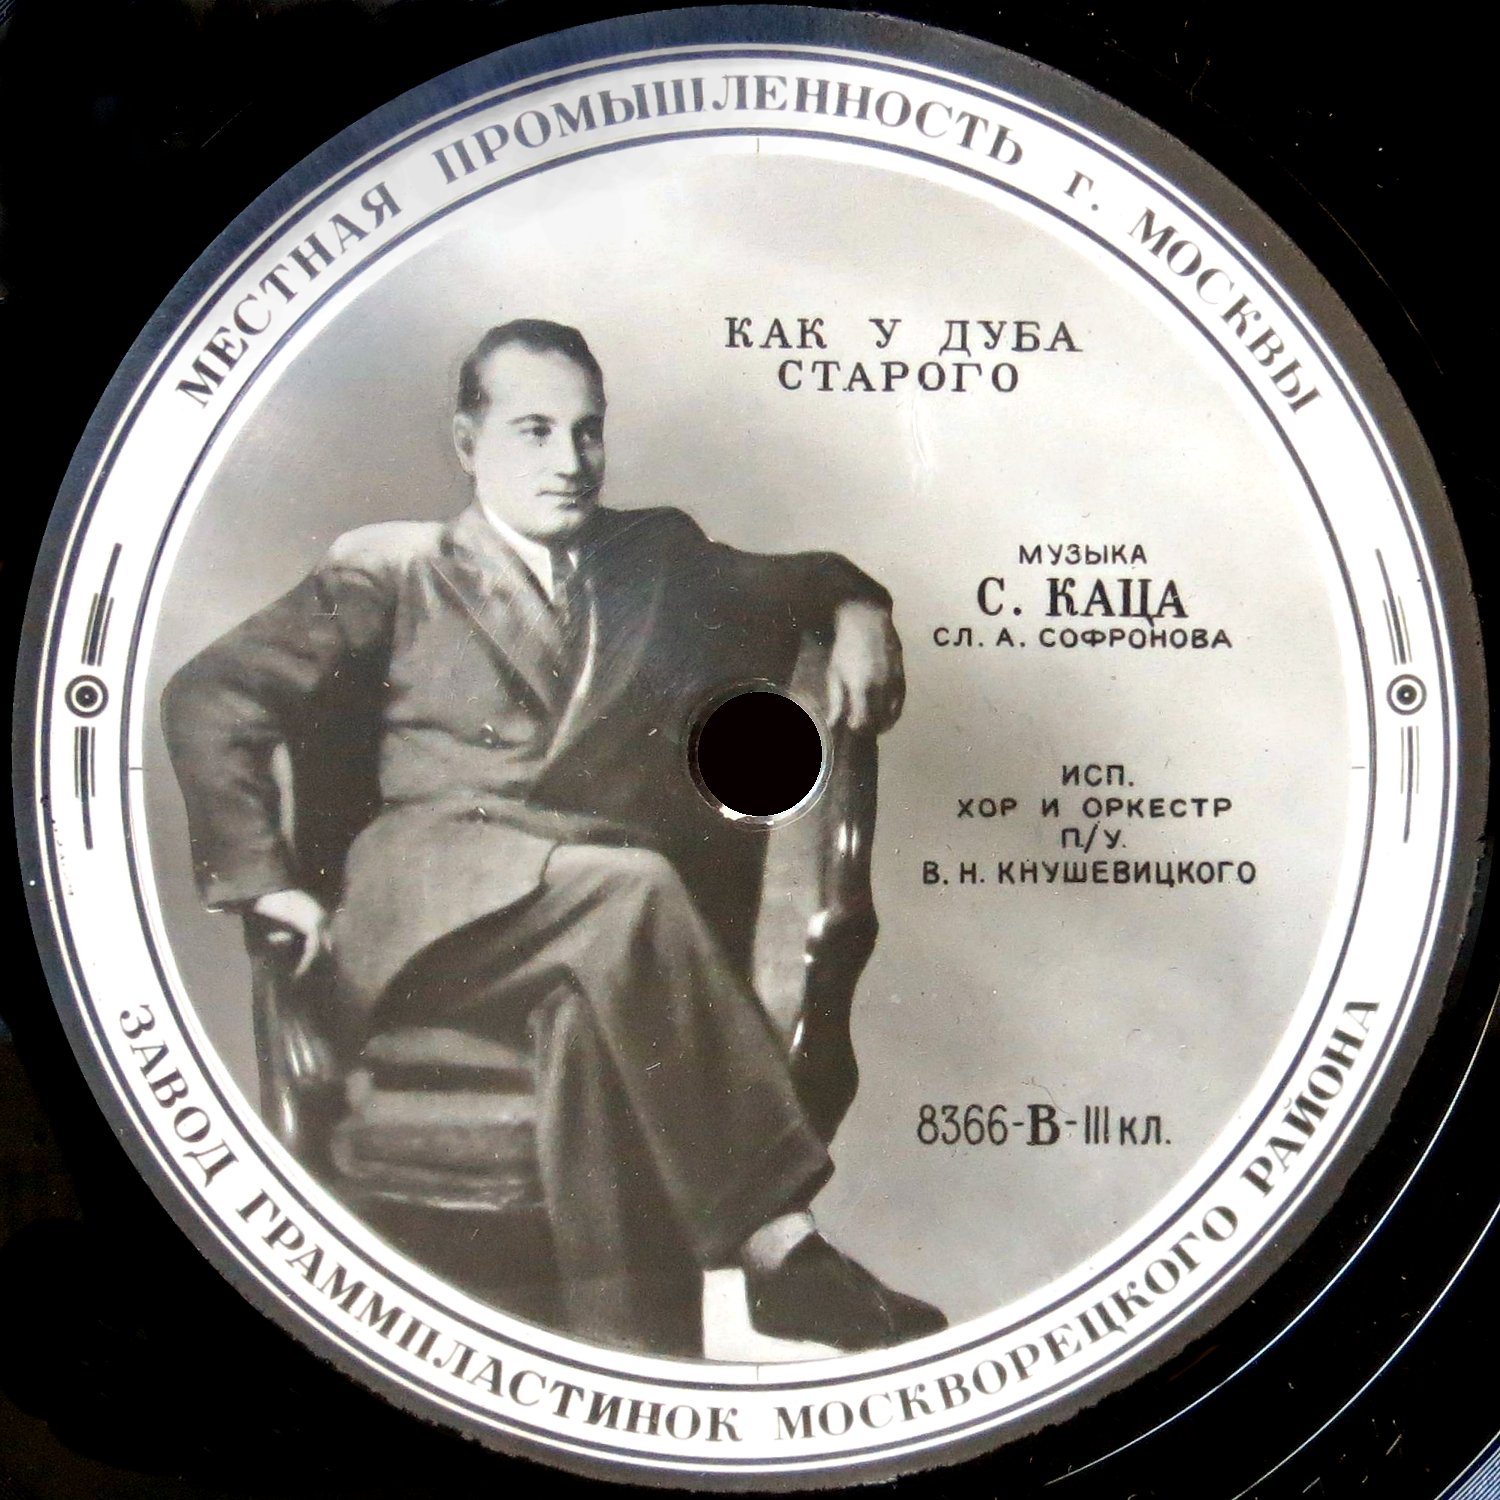 МЕСТНАЯ ПРОМЫШЛЕННОСТЬ г. МОСКВЫ
КАК У ДУБА
СТАРОГО
МУЗЫКА
С. КАЦА
СЛ. А. СОФРОНОВА
ИСП.
ХОР И ОРКЕСТР
П/У.
В. Н. КНУШЕВИЦКОГО
8366-В-III кл.
ЗАВОД ГРАММПЛАСТИНОК МОСКВОРЕЦКОГО РАЙОНА